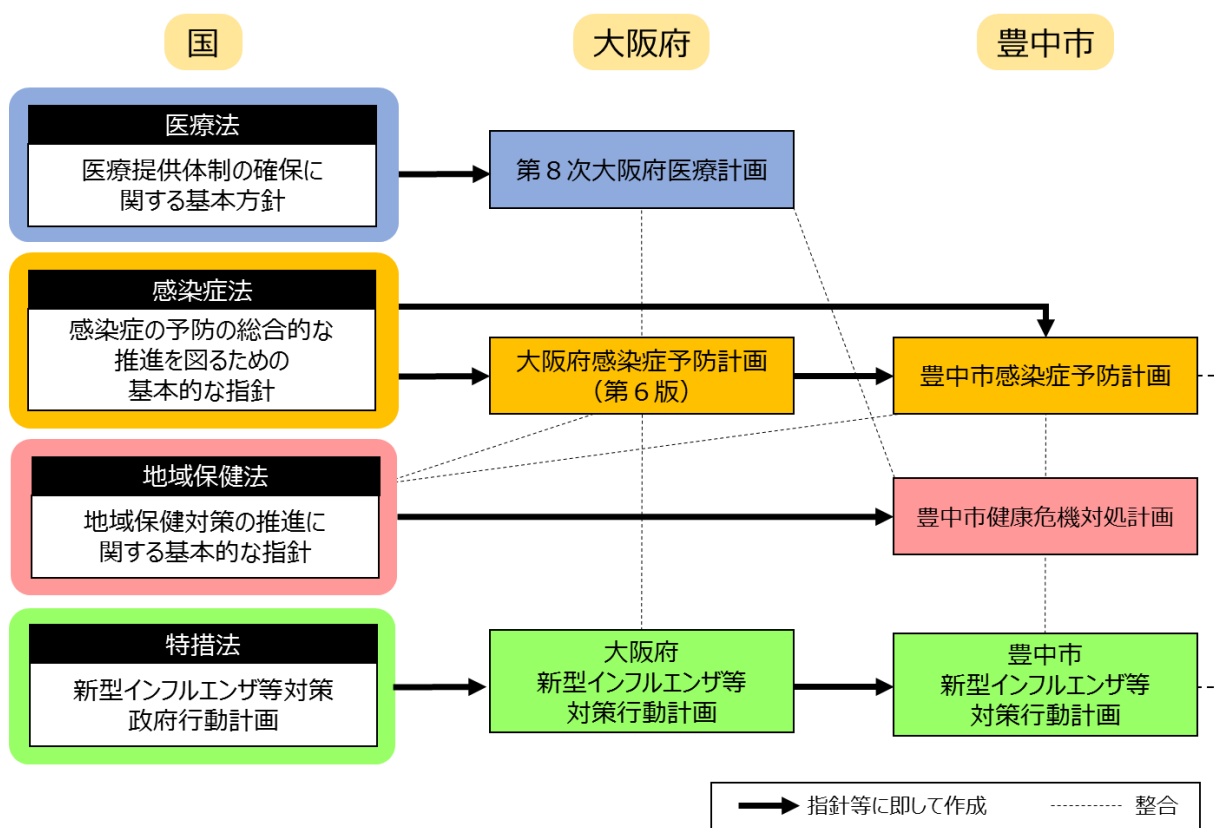 国
大阪府
豊中市
医療法
医療提供体制の確保に
関する基本方針
第８次大阪府医療計画
感染症法
感染症の予防の総合的な
推進を図るための
基本的な指針
大阪府感染症予防計画
（第６版）
豊中市感染症予防計画
地域保健法
地域保健対策の推進に
関する基本的な指針
豊中市健康危機対処計画
特措法
新型インフルエンザ等対策
政府行動計画
大阪府
新型インフルエンザ等
対策行動計画
豊中市
新型インフルエンザ等
対策行動計画
指針等に即して作成
整合